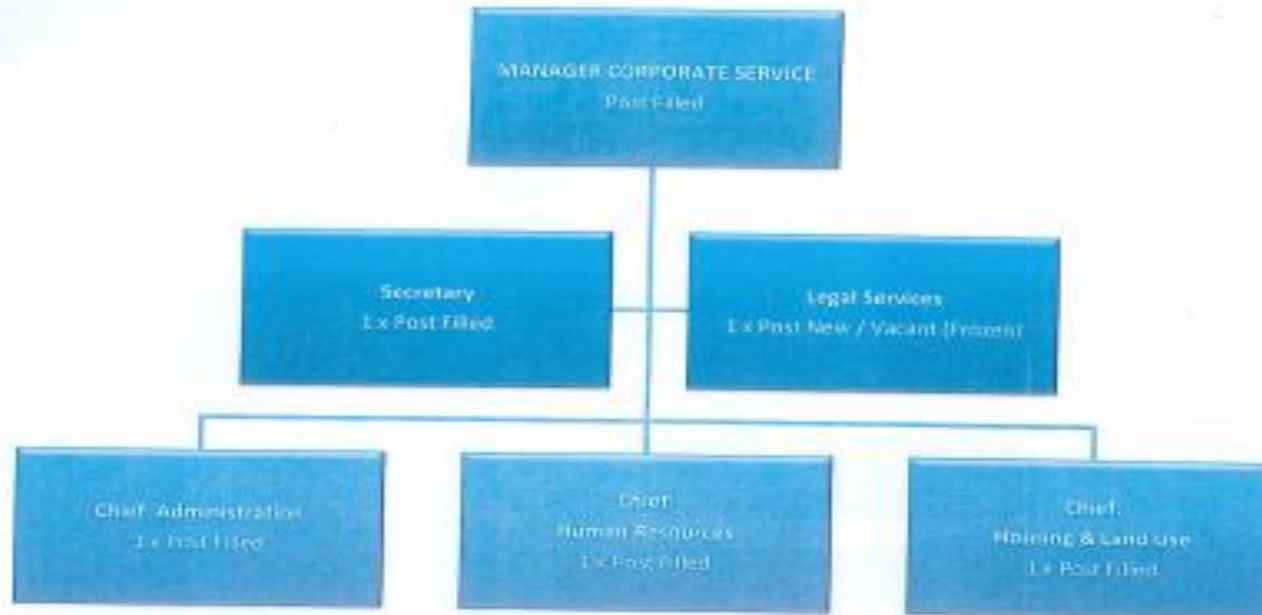 MANAGER CORPORATE SERVICE
Post Filled
Secretary
1 x Post Filled
Legal Services
1 x Post New / Vacant (Frozen)
Chief: Administration
1 x Post Filled
Chief:
Human Resources
1 x Post Filled
Chief:
Housing & Land Use
1 x Post Filled